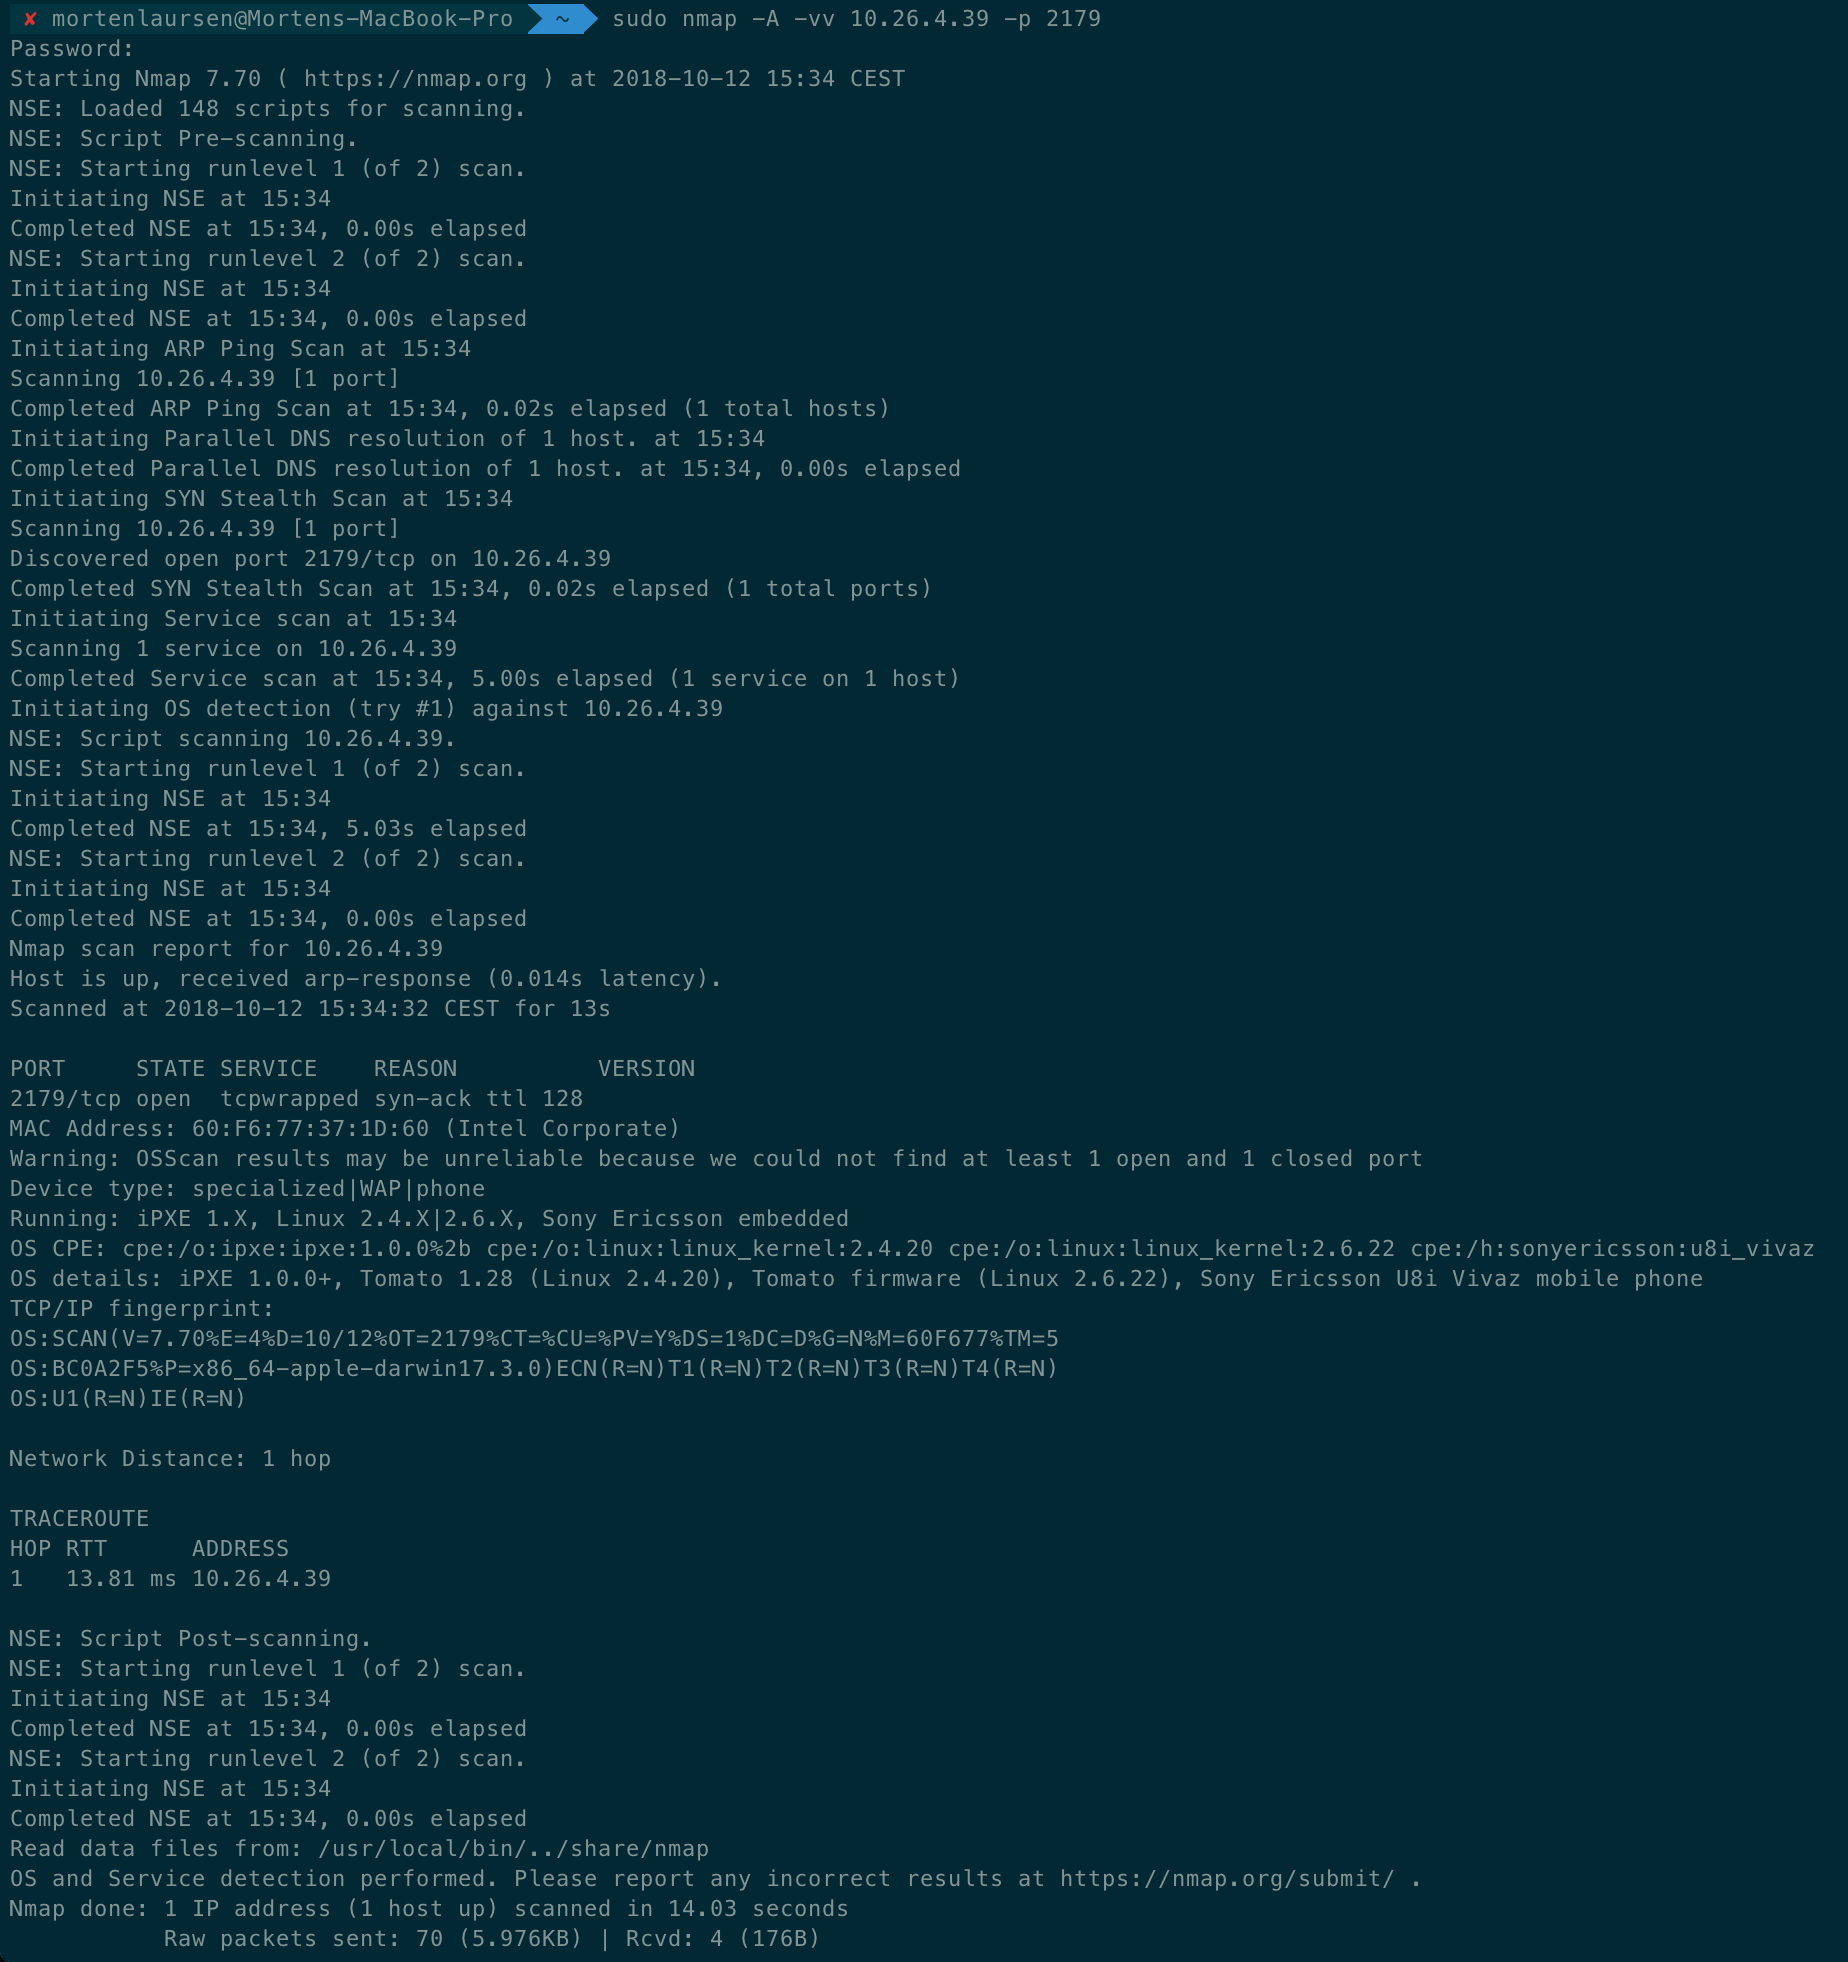 ✘ mortenlaursen@Mortens-MacBook-Pro ~ sudo nmap -A -vv 10.26.4.39 -p 2179
Password:
Starting Nmap 7.70 ( https://nmap.org ) at 2018-10-12 15:34 CEST
NSE: Loaded 148 scripts for scanning.
NSE: Script Pre-scanning.
NSE: Starting runlevel 1 (of 2) scan.
Initiating NSE at 15:34
Completed NSE at 15:34, 0.00s elapsed
NSE: Starting runlevel 2 (of 2) scan.
Initiating NSE at 15:34
Completed NSE at 15:34, 0.00s elapsed
Initiating ARP Ping Scan at 15:34
Scanning 10.26.4.39 [1 port]
Completed ARP Ping Scan at 15:34, 0.02s elapsed (1 total hosts)
Initiating Parallel DNS resolution of 1 host. at 15:34
Completed Parallel DNS resolution of 1 host. at 15:34, 0.00s elapsed
Initiating SYN Stealth Scan at 15:34
Scanning 10.26.4.39 [1 port]
Discovered open port 2179/tcp on 10.26.4.39
Completed SYN Stealth Scan at 15:34, 0.02s elapsed (1 total ports)
Initiating Service scan at 15:34
Scanning 1 service on 10.26.4.39
Completed Service scan at 15:34, 5.00s elapsed (1 service on 1 host)
Initiating OS detection (try #1) against 10.26.4.39
NSE: Script scanning 10.26.4.39.
NSE: Starting runlevel 1 (of 2) scan.
Initiating NSE at 15:34
Completed NSE at 15:34, 5.03s elapsed
NSE: Starting runlevel 2 (of 2) scan.
Initiating NSE at 15:34
Completed NSE at 15:34, 0.00s elapsed
Nmap scan report for 10.26.4.39
Host is up, received arp-response (0.014s latency).
Scanned at 2018-10-12 15:34:32 CEST for 13s
PORT     STATE SERVICE    REASON          VERSION
2179/tcp open  tcpwrapped syn-ack ttl 128
MAC Address: 60:F6:77:37:1D:60 (Intel Corporate)
Warning: OSScan results may be unreliable because we could not find at least 1 open and 1 closed port
Device type: specialized|WAP|phone
Running: iPXE 1.X, Linux 2.4.X|2.6.X, Sony Ericsson embedded
OS CPE: cpe:/o:ipxe:ipxe:1.0.0%2b cpe:/o:linux:linux_kernel:2.4.20 cpe:/o:linux:linux_kernel:2.6.22 cpe:/h:sonyericsson:u8i_vivaz
OS details: iPXE 1.0.0+, Tomato 1.28 (Linux 2.4.20), Tomato firmware (Linux 2.6.22), Sony Ericsson U8i Vivaz mobile phone
TCP/IP fingerprint:
OS:SCAN(V=7.70%E=4%D=10/12%OT=2179%CT=%CU=%PV=Y%DS=1%DC=D%G=N%M=60F677%TM=5
OS:BC0A2F5%P=x86_64-apple-darwin17.3.0)ECN(R=N)T1(R=N)T2(R=N)T3(R=N)T4(R=N)
OS:U1(R=N)IE(R=N)
Network Distance: 1 hop
TRACEROUTE
HOP RTT      ADDRESS
1   13.81 ms 10.26.4.39
NSE: Script Post-scanning.
NSE: Starting runlevel 1 (of 2) scan.
Initiating NSE at 15:34
Completed NSE at 15:34, 0.00s elapsed
NSE: Starting runlevel 2 (of 2) scan.
Initiating NSE at 15:34
Completed NSE at 15:34, 0.00s elapsed
Read data files from: /usr/local/bin/../share/nmap
OS and Service detection performed. Please report any incorrect results at https://nmap.org/submit/ .
Nmap done: 1 IP address (1 host up) scanned in 14.03 seconds
Raw packets sent: 70 (5.976KB) | Rcvd: 4 (176B)